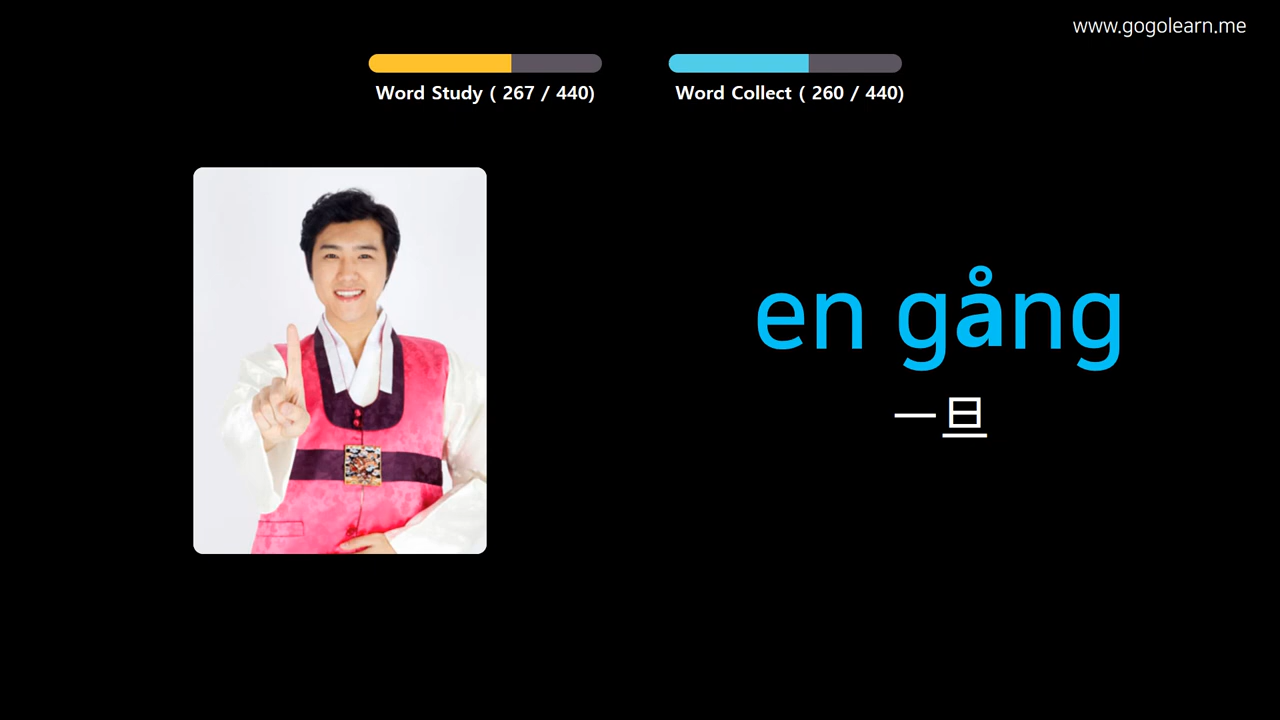 www.gogolearn.me
Word Study ( 267 / 440)
Word Collect ( 260 / 440)
en gång
一旦